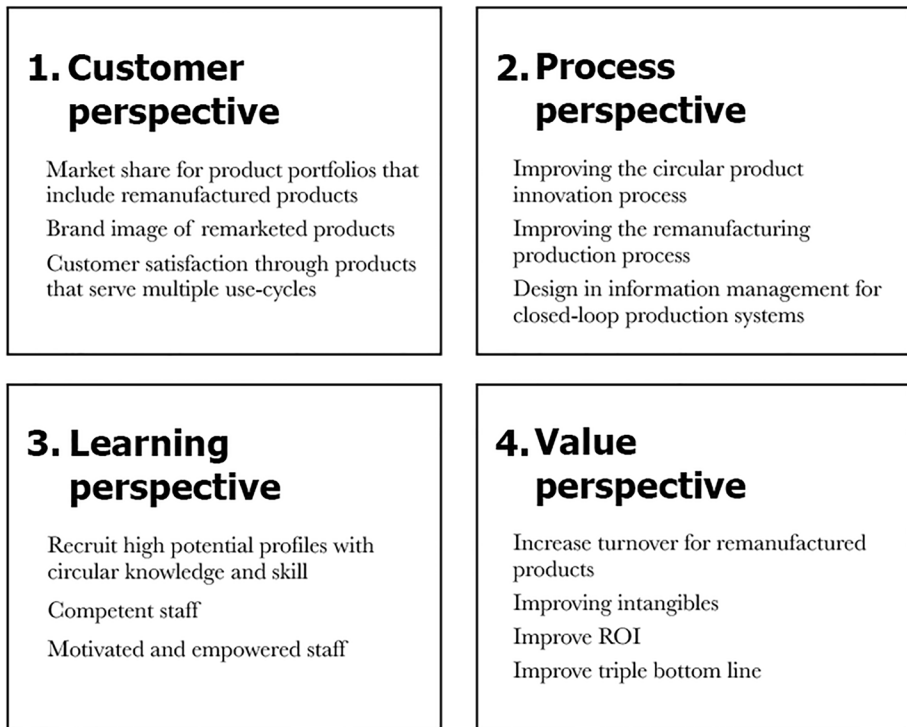 1. Customer
perspective
Market share for product portfolios that
include remanufactured products
Brand image of remarketed products
Customer satisfaction through products
that serve multiple use-cycles
2. Process
perspective
Improving the circular product
innovation process
Improving the remanufacturing
production process
Design in information management for
closed-loop production systems
3. Learning
perspective
Recruit high potential profiles with
circular knowledge and skill
Competent staff
Motivated and empowered staff
4. Value
perspective
Increase turnover for remanufactured
products
Improving intangibles
Improve ROI
Improve triple bottom line